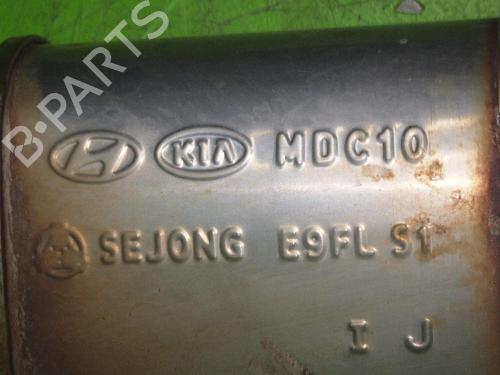 B·PARTS
KIA MDC10
SEJONG E9FL S1
I J